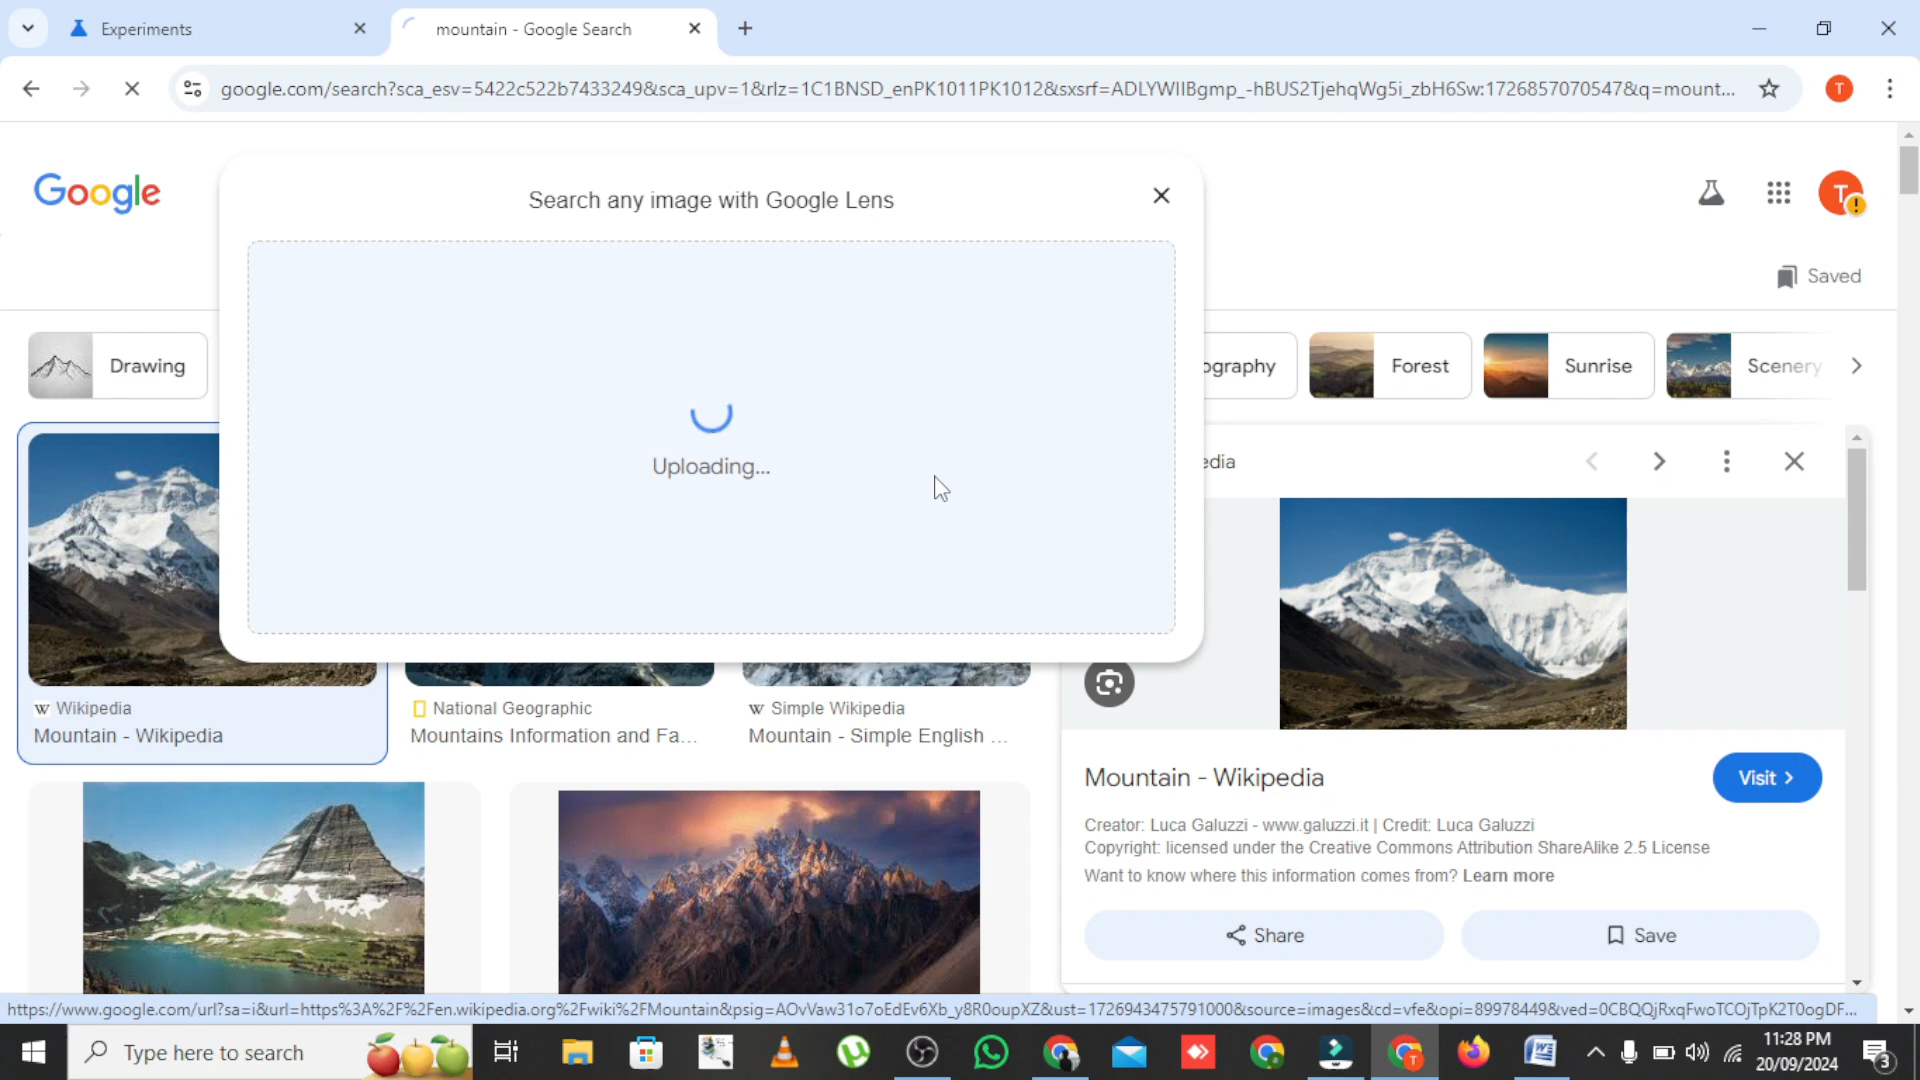 Experiments
mountain - Google Search
google.com/search?sca_esv=5422c522b7433249&sca_upv=1&rlz=1C1BNSD_enPK1011PK1012&sxsrf=ADLYWIIBgmp_-hBUS2TjehqWg5i_zbH6Sw:1726857070547&q=mount...
T
Google
Search any image with Google Lens
T
Saved
Uploading...
Drawing
ography
Forest
Sunrise
Scenery
edia
W Wikipedia
Mountain - Wikipedia
National Geographic
Mountains Information and Fa...
W Simple Wikipedia
Mountain - Simple English ...
Mountain - Wikipedia
Visit
Creator: Luca Galuzzi - www.galuzzi.it | Credit: Luca Galuzzi
Copyright: licensed under the Creative Commons Attribution ShareAlike 2.5 License
Want to know where this information comes from? Learn more
Share
Save
https://www.google.com/url?sa=i&url=https%3A%2F%2Fen.wikipedia.org%2Fwiki%2FMountain&psig=AOvVaw31o7oEdEv6Xb_y8R0oupXZ&ust=1726943475791000&source=images&cd=vfe&opi=89978449&ved=0CBQQjRxqFwoTCOjTpK2T0ogDF...
Type here to search
11:28 PM
20/09/2024
3